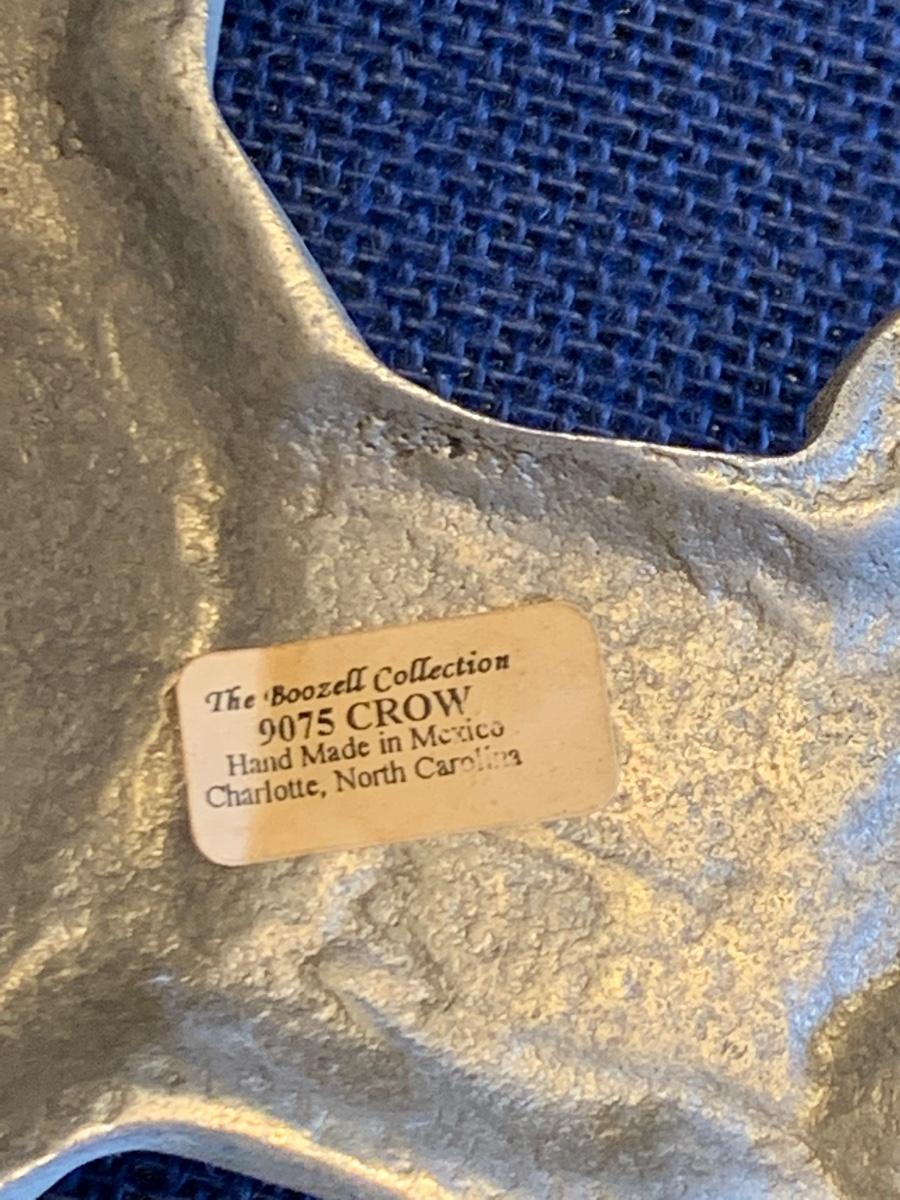 The Boozell Collection
9075 CROW
Hand Made in Mexico
Charlotte, North Carolina